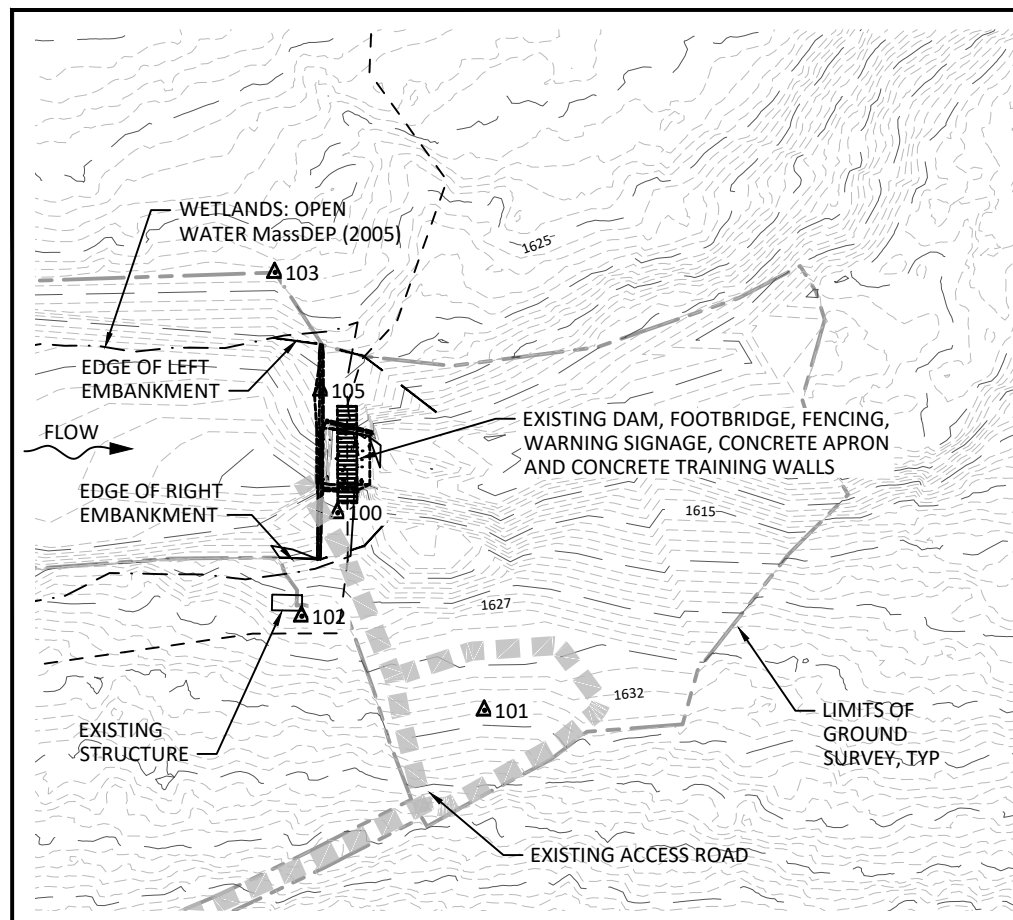 WETLANDS: OPEN
WATER MassDEP (2005)
1625
103
EDGE OF LEFT
EMBANKMENT
105
EXISTING DAM, FOOTBRIDGE, FENCING,
WARNING SIGNAGE, CONCRETE APRON
AND CONCRETE TRAINING WALLS
FLOW
EDGE OF RIGHT
EMBANKMENT
100
1615
1627
102
1632
101
EXISTING
STRUCTURE
LIMITS OF
GROUND
SURVEY, TYP
EXISTING ACCESS ROAD